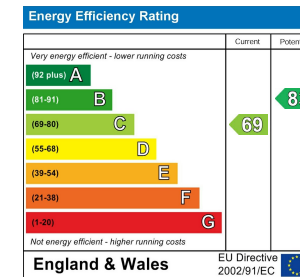 Energy Efficiency Rating
Current
Very energy efficient - lower running costs
(92 plus) A
(81-91) B
(69-80) C
69
(55-68) D
(39-54) E
(21-38) F
(1-20) G
Not energy efficient - higher running costs
England & Wales
EU Directive
2002/91/EC